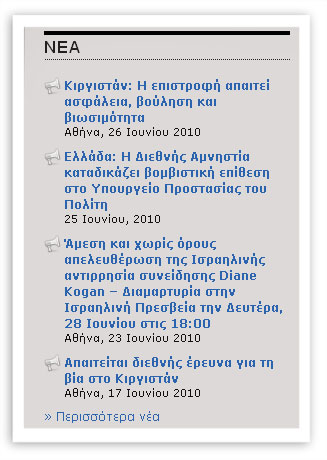 ΝΕΑ
Κιργιστάν: Η επιστροφή απαιτεί
ασφάλεια, βούληση και
βιωσιμότητα
Αθήνα, 26 Ιουνίου 2010
Ελλάδα: Η Διεθνής Αμνηστία
καταδικάζει βομβιστική επίθεση
στο Υπουργείο Προστασίας του
Πολίτη
25 Ιουνίου, 2010
Άμεση και χωρίς όρους
απελευθέρωση της Ισραηλινής
αντιρρησία συνείδησης Diane
Kogan – Διαμαρτυρία στην
Ισραηλινή Πρεσβεία την Δευτέρα,
28 Ιουνίου στις 18:00
Αθήνα, 23 Ιουνίου 2010
Απαιτείται διεθνής έρευνα για τη
βία στο Κιργιστάν
Αθήνα, 17 Ιουνίου 2010
» Περισσότερα νέα